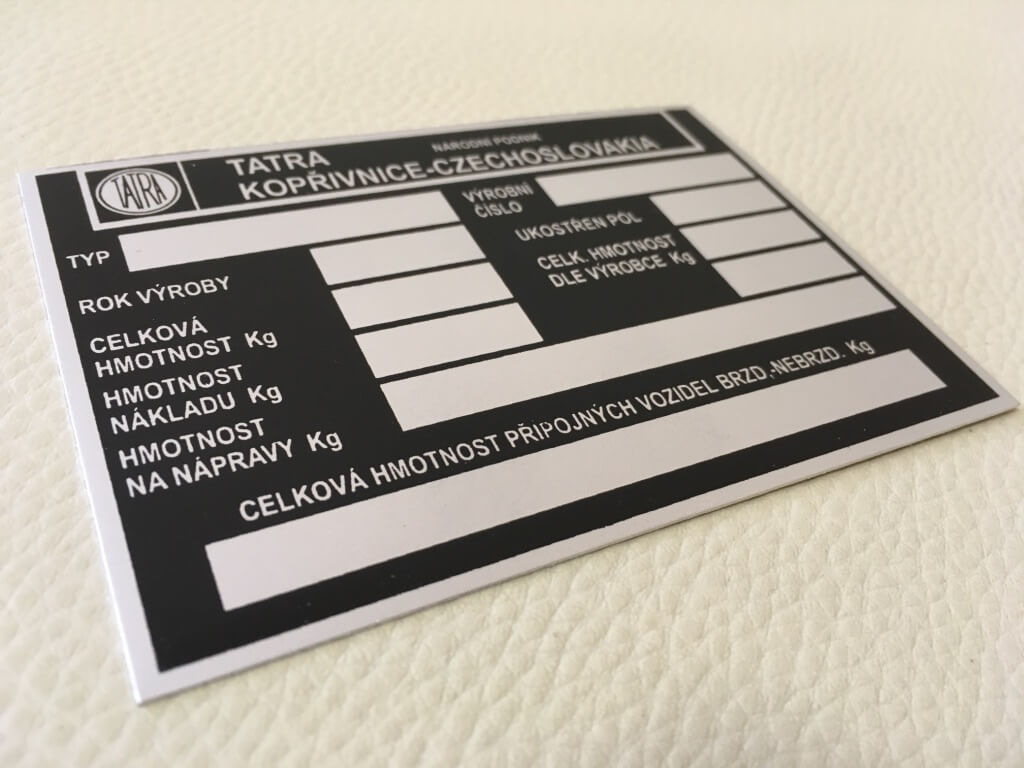 TATRA
TATRA NÁRODNÍ PODNIK
KOPŘIVNICE-CZECHOSLOVAKIA
TYP
VÝROBNÍ
ČÍSLO
ROK VÝROBY
UKOSTŘEN PÓL
CELKOVÁ
HMOTNOST Kg
CELK. HMOTNOST
DLE VÝROBCE Kg
HMOTNOST
NÁKLADU Kg
HMOTNOST
NA NÁPRAVY Kg
CELKOVÁ HMOTNOST PŘIPOJNÝCH VOZIDEL BRZD,-NEBRZD. Kg